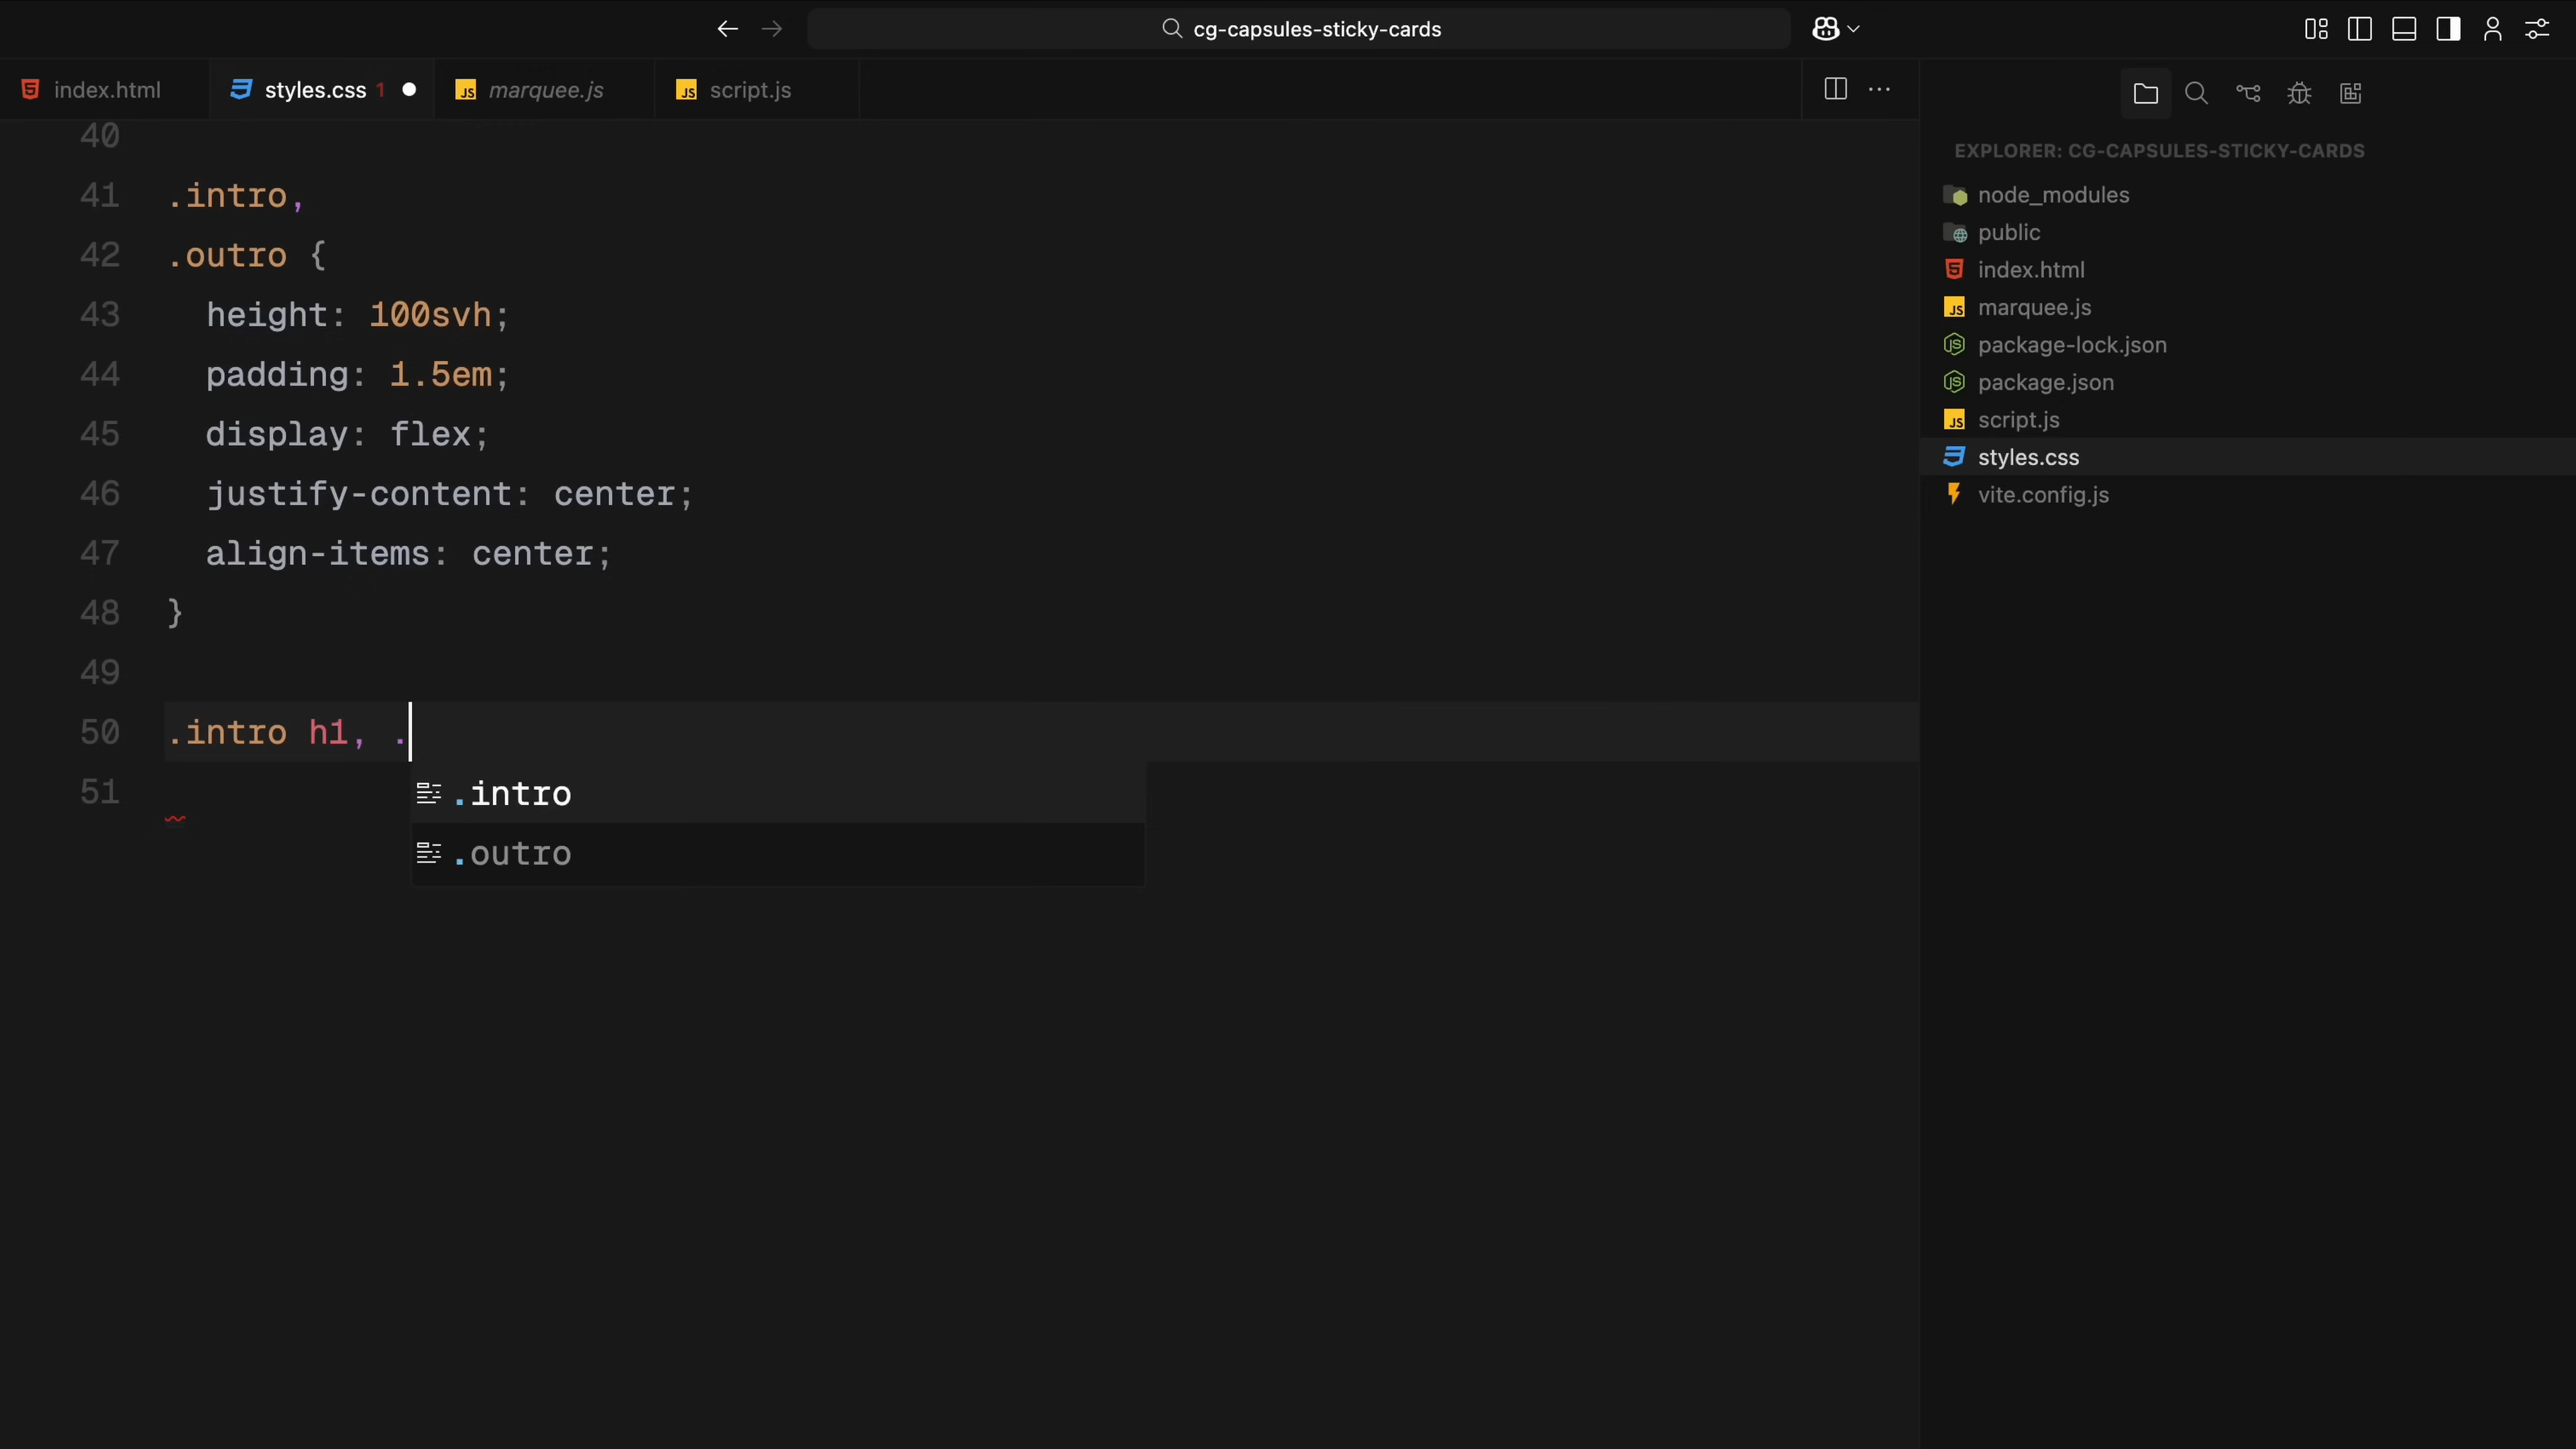 cg-capsules-sticky-cards
index.html
styles.css 1
marquee.js
script.js
40
41 .intro,
42 .outro {
43 height: 100svh;
44 padding: 1.5em;
45 display: flex;
46 justify-content: center;
47 align-items: center;
48 }
49
50 .intro h1, .
51
.intro
.outro
EXPLORER: CG-CAPSULES-STICKY-CARDS
node_modules
public
index.html
marquee.js
package-lock.json
package.json
script.js
styles.css
vite.config.js